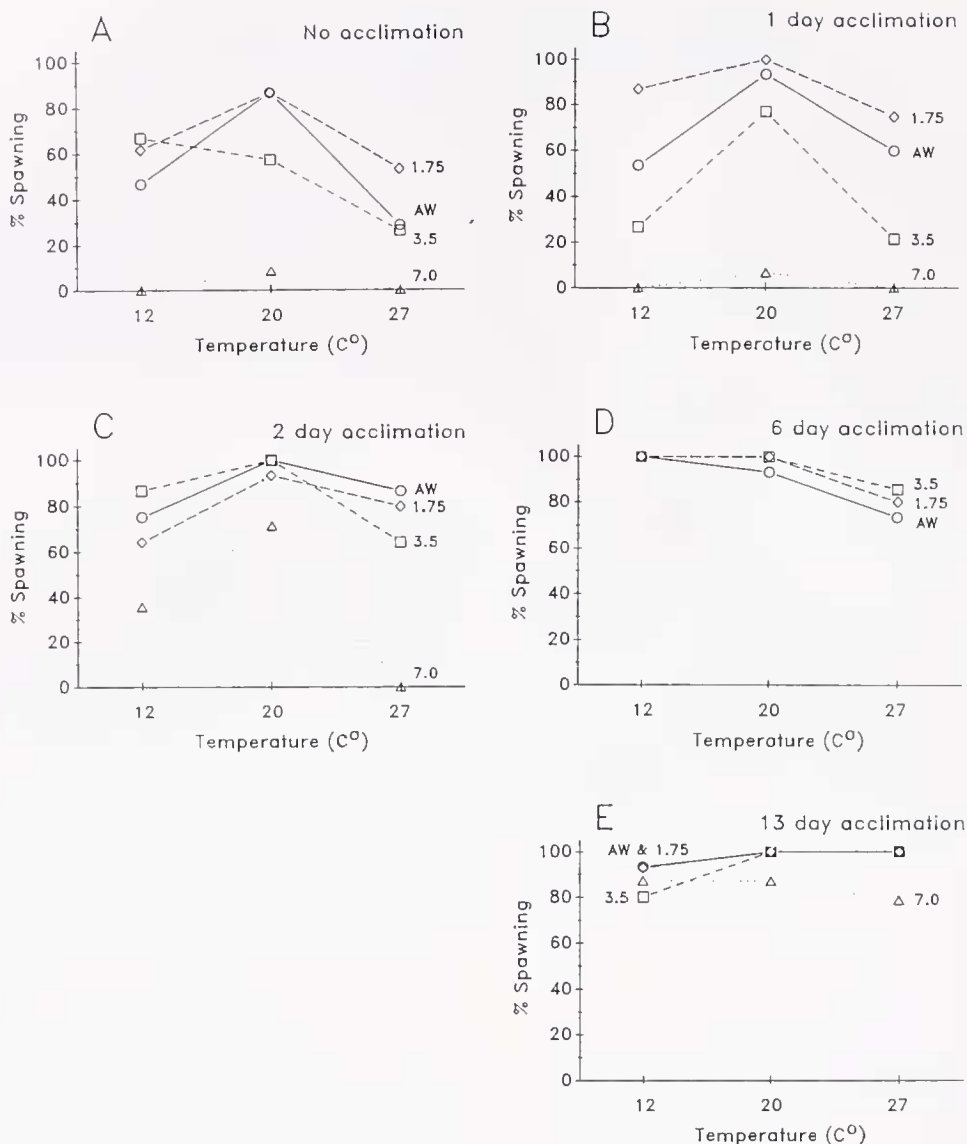 A
No acclimation
% Spawning
100
80
60
40
20
0
1.75
AW
3.5
7.0
12 20 27
Temperature (C°)
B
1 day acclimation
% Spawning
100
80
60
40
20
0
1.75
AW
3.5
7.0
12 20 27
Temperature (C°)
C
2 day acclimation
% Spawning
100
80
60
40
20
0
AW
1.75
3.5
7.0
12 20 27
Temperature (C°)
D
6 day acclimation
% Spawning
100
80
60
40
20
0
3.5
1.75
AW
12 20 27
Temperature (C°)
E
13 day acclimation
% Spawning
100
80
60
40
20
0
AW & 1.75
3.5
7.0
12 20 27
Temperature (C°)